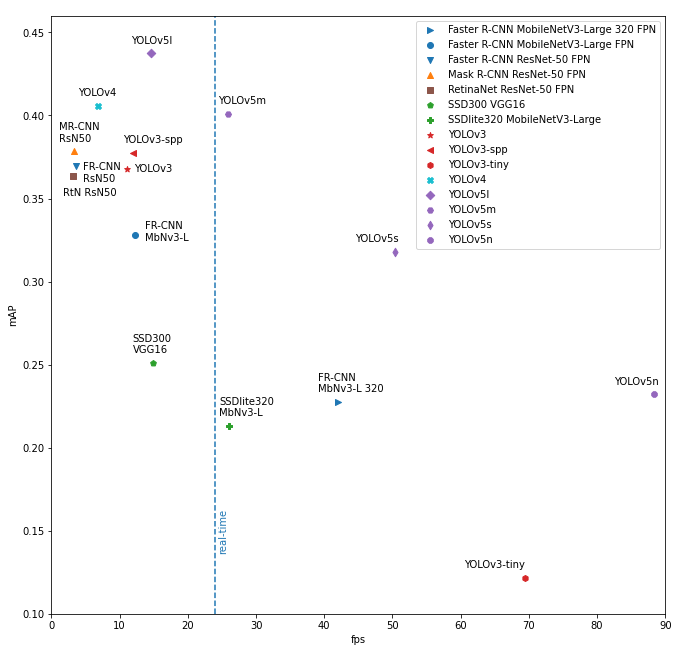 0.45
0.40
0.35
0.30
0.25
0.20
0.15
0.10
mAP
0
10
20
30
40
50
60
70
80
90
fps
real-time
YOLOv5l
YOLOv4
YOLOv5m
MR-CNN
RsN50
YOLOv3-spp
FR-CNN
RsN50
YOLOv3
RtN RsN50
FR-CNN
MbNv3-L
YOLOv5s
SSD300
VGG16
FR-CNN
MbNv3-L 320
YOLOv5n
SSDlite320
MbNv3-L
YOLOv3-tiny
Faster R-CNN MobileNetV3-Large 320 FPN
Faster R-CNN MobileNetV3-Large FPN
Faster R-CNN ResNet-50 FPN
Mask R-CNN ResNet-50 FPN
RetinaNet ResNet-50 FPN
SSD300 VGG16
SSDlite320 MobileNetV3-Large
YOLOv3
YOLOv3-spp
YOLOv3-tiny
YOLOv4
YOLOv5l
YOLOv5m
YOLOv5s
YOLOv5n